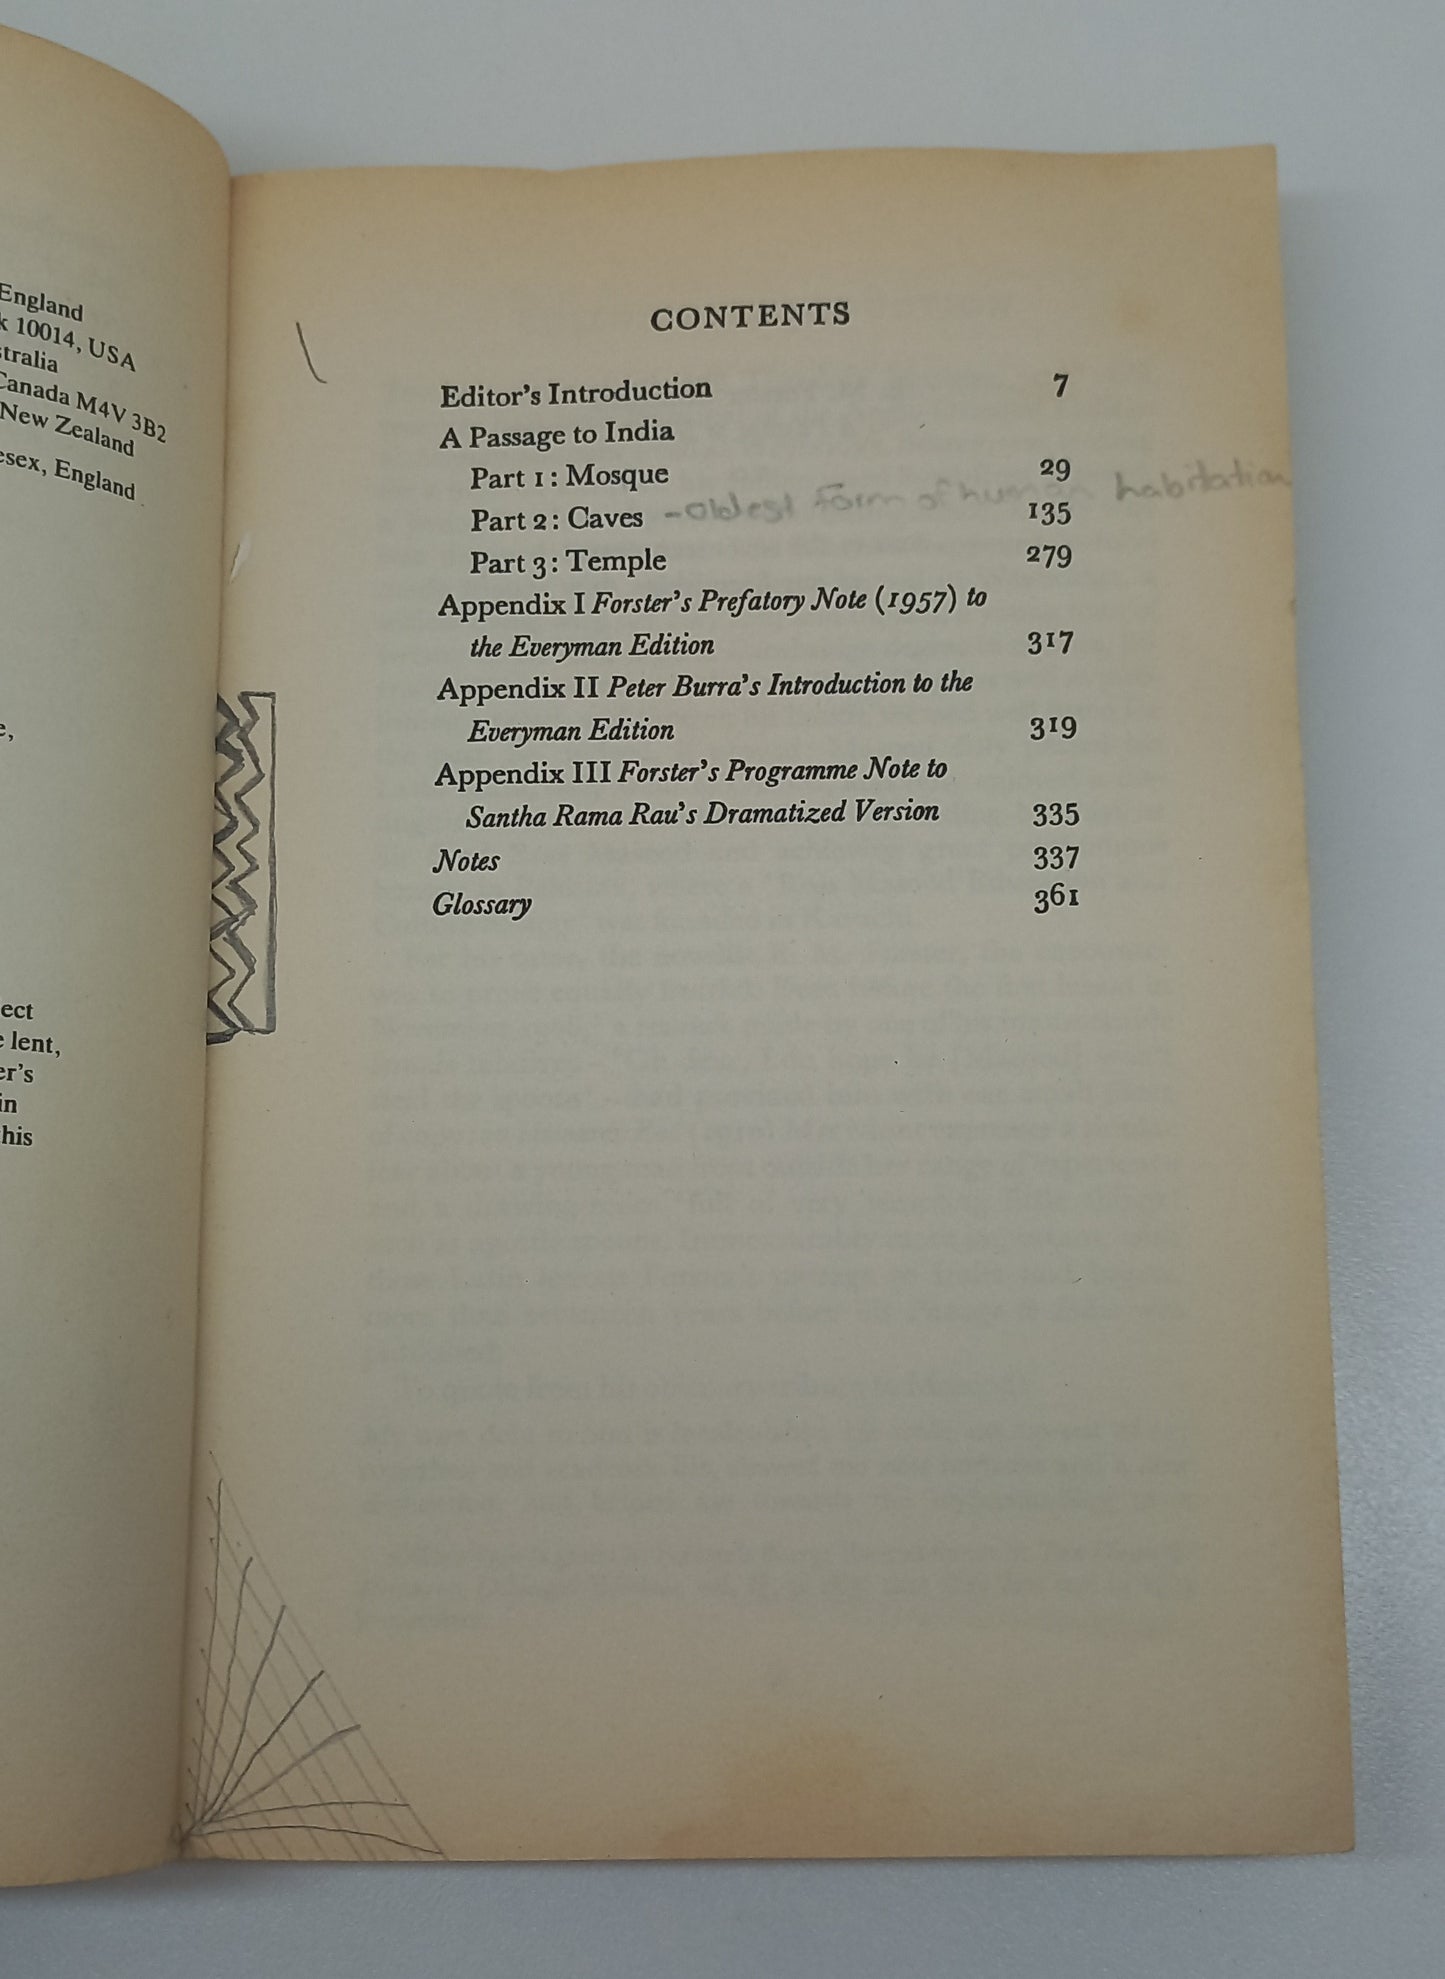 England
k 10014, USA
stralia
Canada M4V 3B2
New Zealand
esex, England
e,
ect
e lent,
er's
in
his
CONTENTS
Editor's Introduction 7
A Passage to India
Part 1: Mosque 29
Part 2: Caves -oldest form of human habitation 135
Part 3: Temple 279
Appendix I Forster's Prefatory Note (1957) to
the Everyman Edition 317
Appendix II Peter Burra's Introduction to the
Everyman Edition 319
Appendix III Forster's Programme Note to
Santha Rama Rau's Dramatized Version 335
Notes 337
Glossary 361